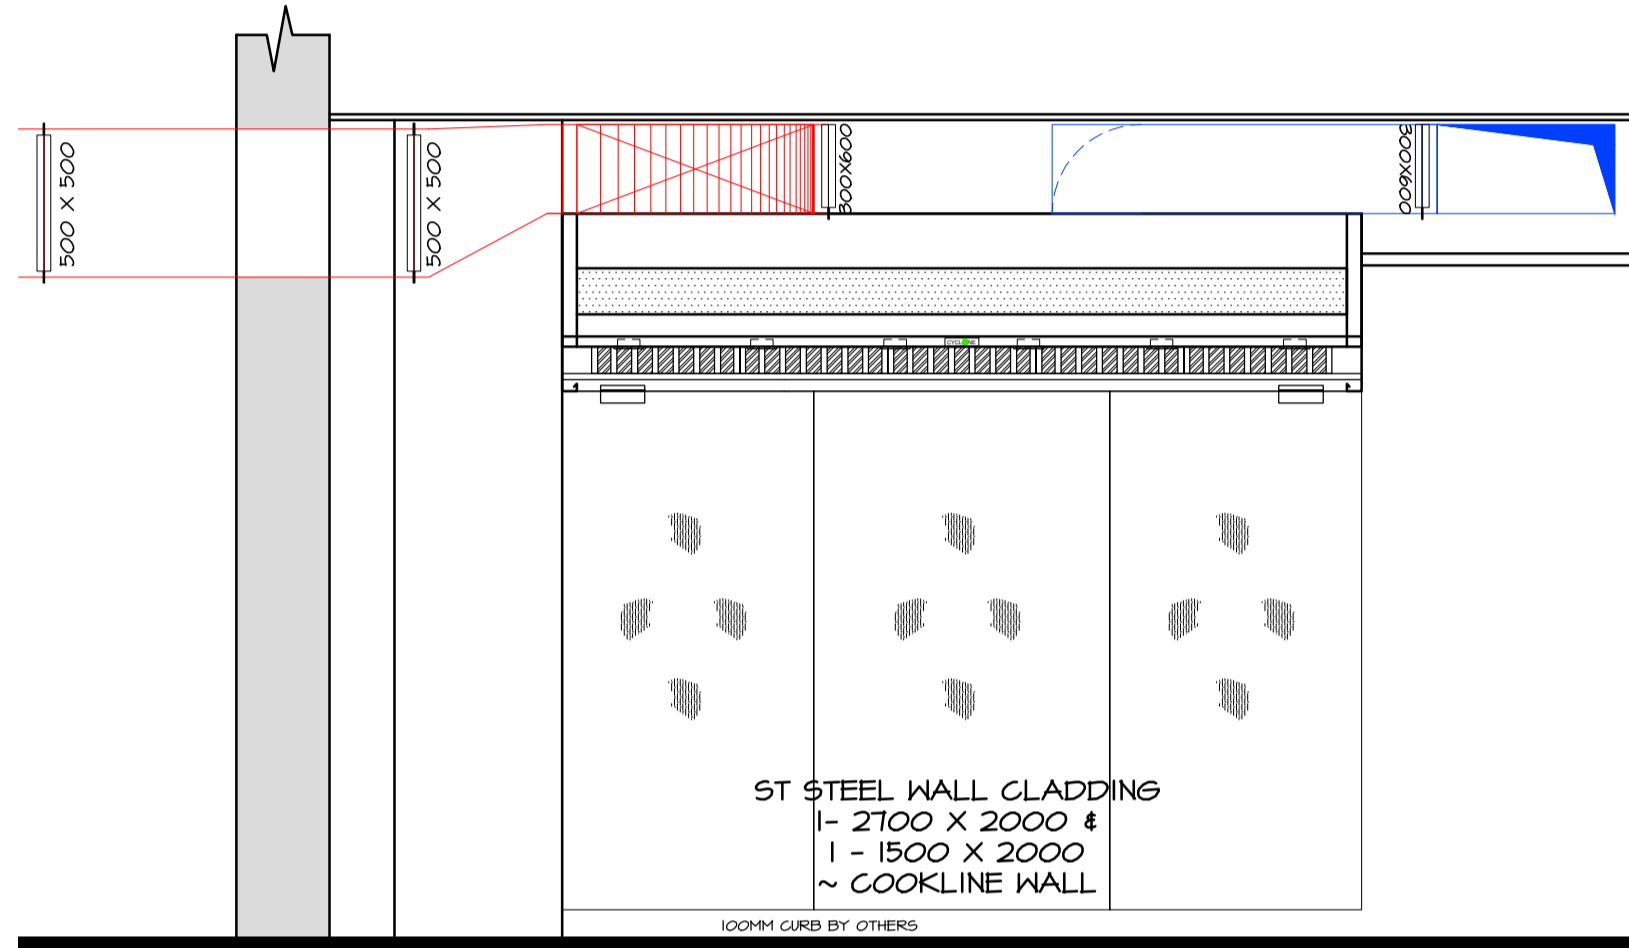 500 X 500
500 X 500
300X600
300X600
CYCLONE
ST STEEL WALL CLADDING
1- 2700 X 2000 &
1 - 1500 X 2000
~ COOKLINE WALL
100MM CURB BY OTHERS